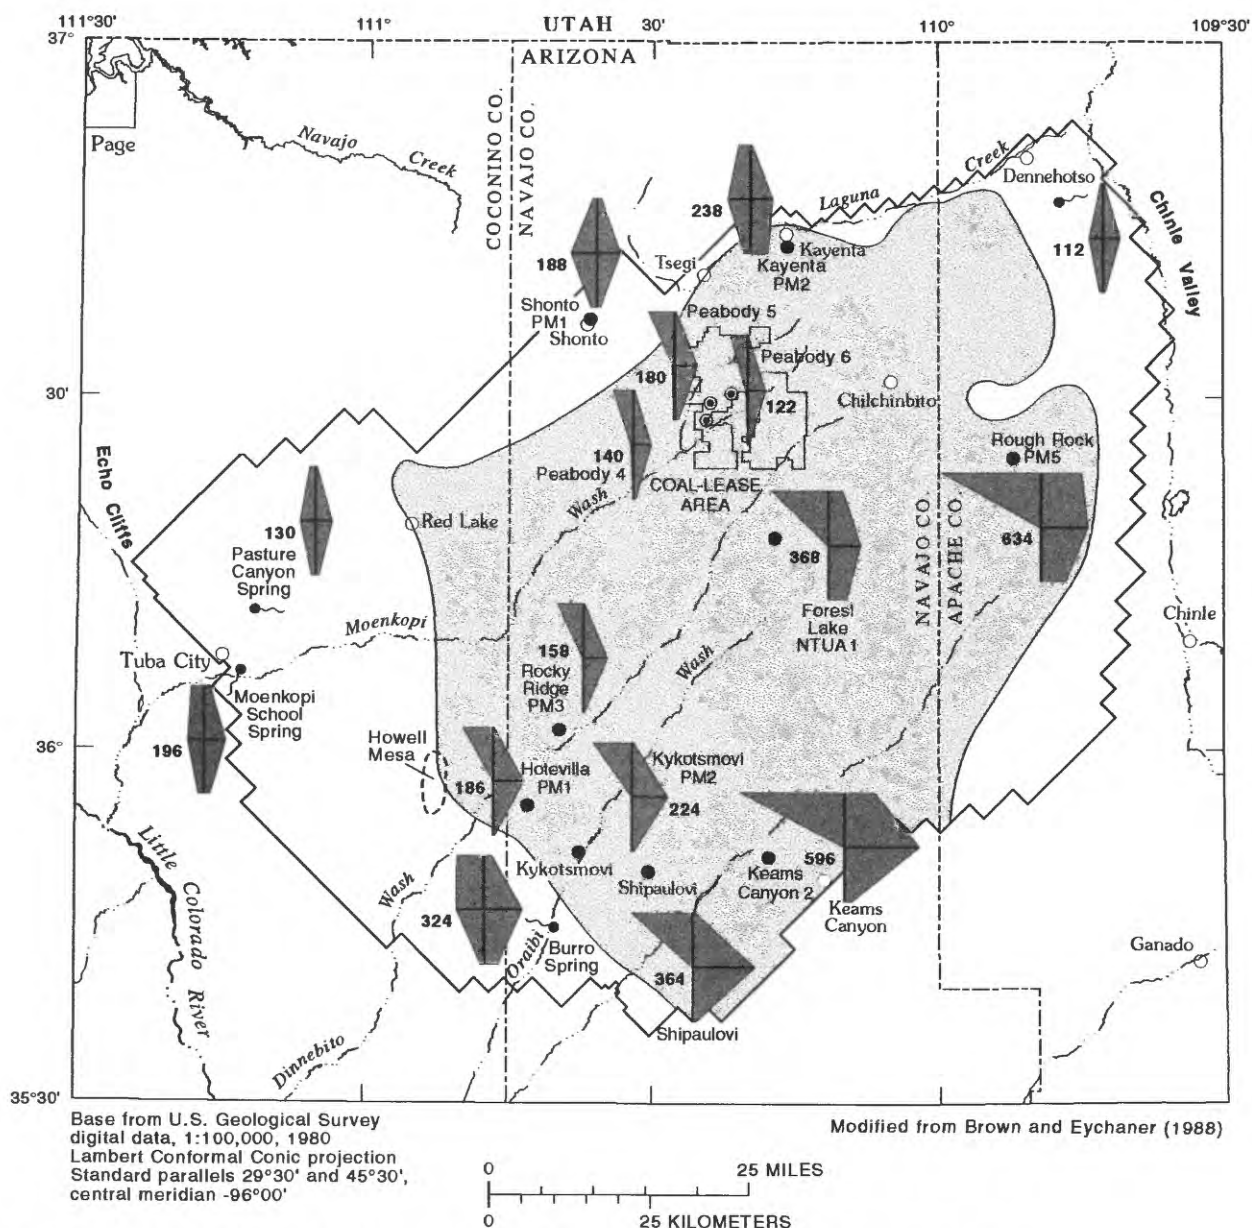 111°30'
111°
UTAH
30'
110°
109°30'
37°
ARIZONA
Page
Navajo
Creek
COCONINO CO.
NAVAJO CO.
238
Laguna
Creek
Dennehotso
Chinle Valley
112
188
Tsegi
Kayenta
Kayenta
PM2
Shonto
PM1
Shonto
Peabody 5
Peabody 6
180
122
Chilchinbito
30'
Echo Cliffs
140
Peabody 4
COAL-LEASE
AREA
Wash
Rough Rock
PM5
130
Red Lake
Pasture
Canyon
Spring
368
634
NAVAJO CO.
APACHE CO.
Forest
Lake
NTUA1
Chinle
Moenkopi
158
Rocky
Ridge
PM3
Wash
Tuba City
Moenkopi
School
Spring
196
36°
Howell
Mesa
186
Hotevilla
PM1
Kykotsmovi
PM2
224
Little
Colorado
River
Wash
Kykotsmovi
Shipaulovi
Keams
Canyon 2
596
Keams
Canyon
324
Oraibi
Burro
Spring
364
Shipaulovi
Ganado
Dinnebito
35°30'
Base from U.S. Geological Survey
digital data, 1:100,000, 1980
Lambert Conformal Conic projection
Standard parallels 29°30' and 45°30',
central meridian -96°00'
Modified from Brown and Eychaner (1988)
0
25 MILES
0
25 KILOMETERS